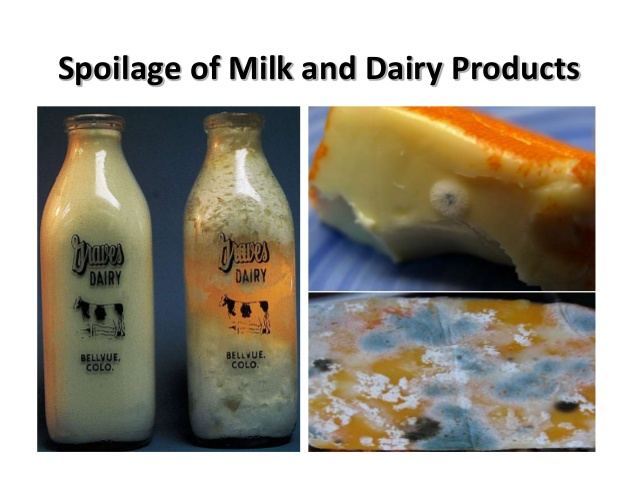 Spoilage of Milk and Dairy Products
Graves
DAIRY
BELLVUE,
COLO.
Graves
DAIRY
BELLVUE,
COLO.